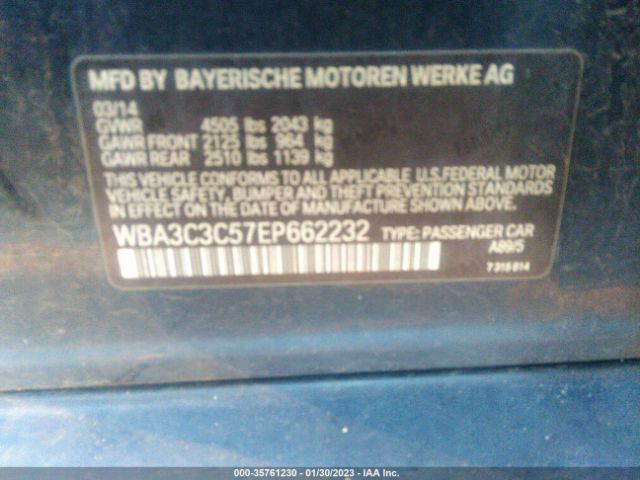 MFD BY BAYERISCHE MOTOREN WERKE AG
03/14
GVWR 4505 lbs 2043 kg
GAWR FRONT 2125 lbs 964 kg
GAWR REAR 2510 lbs 1139 kg
THIS VEHICLE CONFORMS TO ALL APPLICABLE U.S.FEDERAL MOTOR
VEHICLE SAFETY, BUMPER AND THEFT PREVENTION STANDARDS
IN EFFECT ON THE DATE OF MANUFACTURE SHOWN ABOVE.
WBA3C3C57EP662232 TYPE: PASSENGER CAR
A89/5
7 315 614
000-35761230 - 01/30/2023 - IAA Inc.